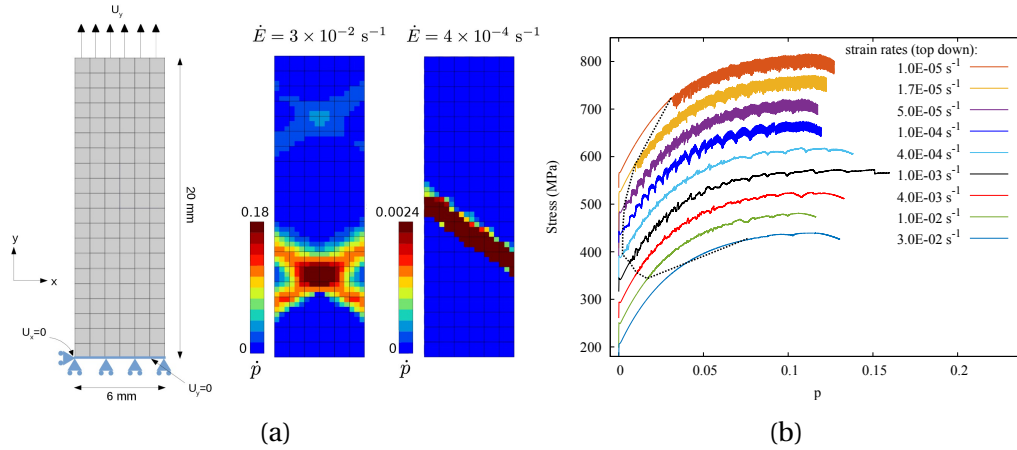 U_y
Ė = 3 × 10⁻² s⁻¹
Ė = 4 × 10⁻⁴ s⁻¹
20 mm
y
x
U_x=0
U_y=0
6 mm
0.18
0
ṗ
0.0024
0
ṗ
(a)
strain rates (top down):
1.0E-05 s⁻¹
1.7E-05 s⁻¹
5.0E-05 s⁻¹
1.0E-04 s⁻¹
4.0E-04 s⁻¹
1.0E-03 s⁻¹
4.0E-03 s⁻¹
1.0E-02 s⁻¹
3.0E-02 s⁻¹
Stress (MPa)
800
700
600
500
400
300
200
0
0.05
0.1
0.15
0.2
p
(b)